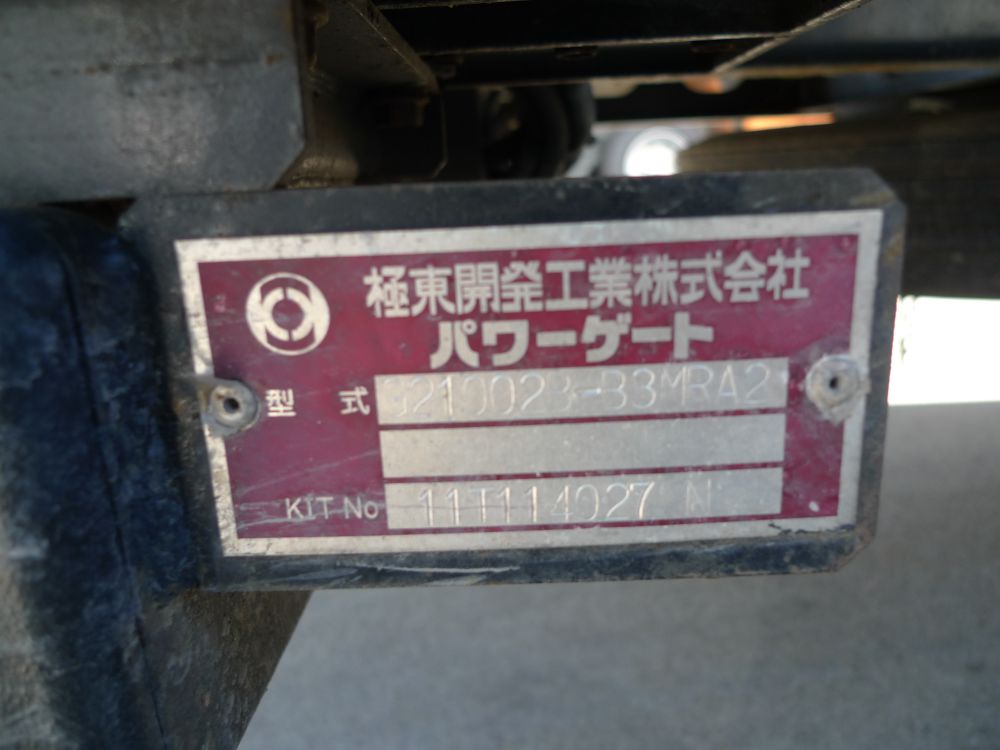 極東開発工業株式会社
パワーゲート
型式 G21002B-B3MRA2
KIT No 11T114027 N